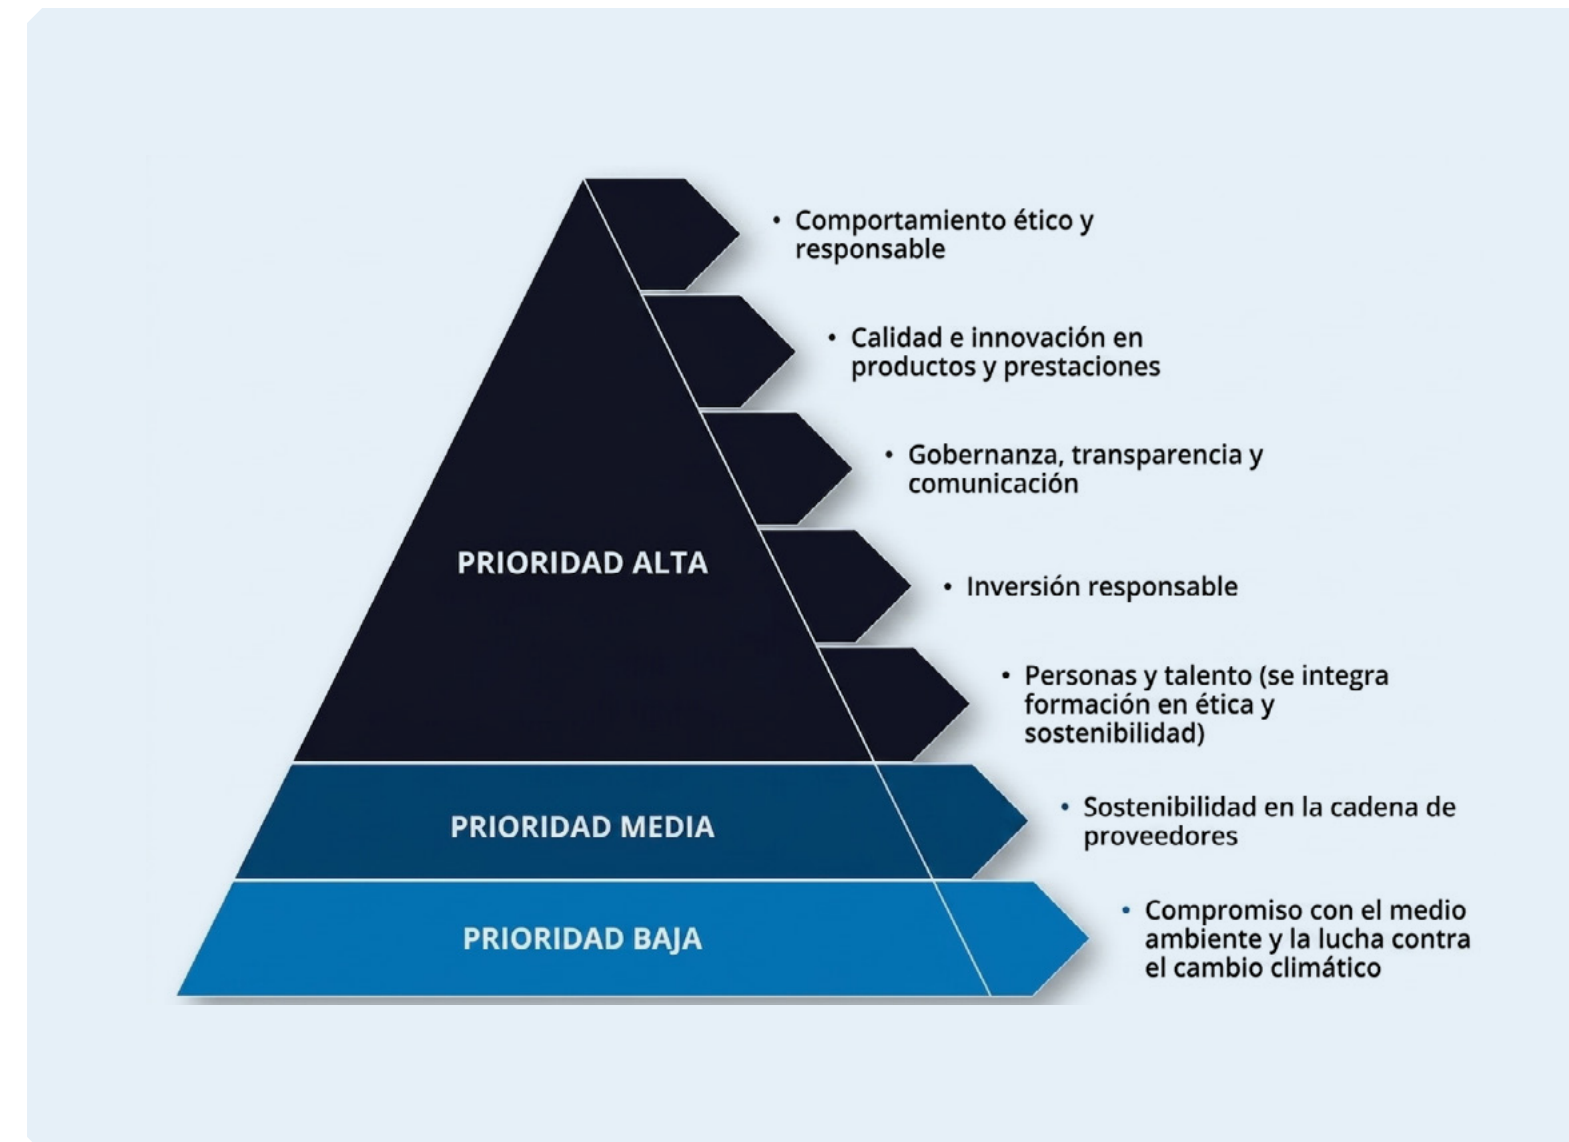 • Comportamiento ético y
responsable
• Calidad e innovación en
productos y prestaciones
• Gobernanza, transparencia y
comunicación
PRIORIDAD ALTA
• Inversión responsable
• Personas y talento (se integra
formación en ética y
sostenibilidad)
PRIORIDAD MEDIA
• Sostenibilidad en la cadena de
proveedores
PRIORIDAD BAJA
• Compromiso con el medio
ambiente y la lucha contra
el cambio climático